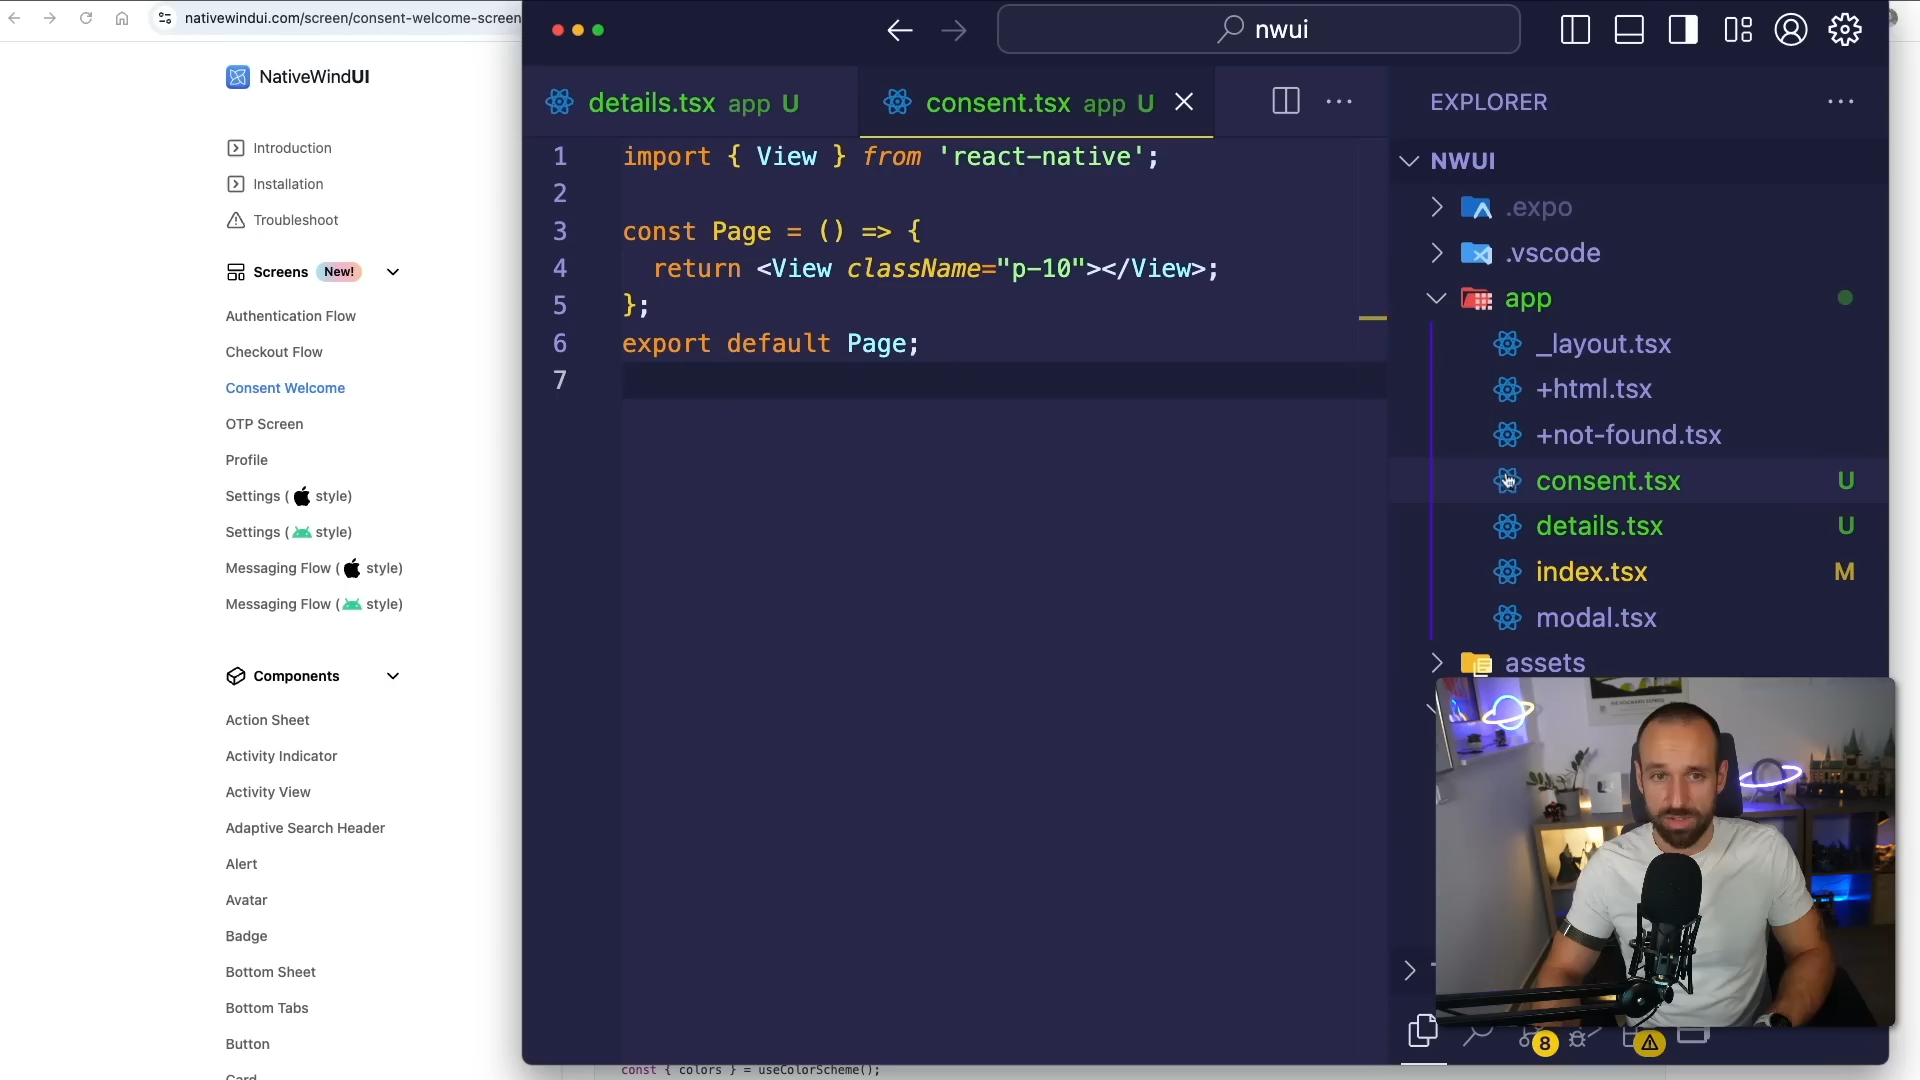 nativewindui.com/screen/consent-welcome-screen
NativeWindUI
Introduction
Installation
Troubleshoot
Screens New!
Authentication Flow
Checkout Flow
Consent Welcome
OTP Screen
Profile
Settings ( style)
Settings ( style)
Messaging Flow ( style)
Messaging Flow ( style)
Components
Action Sheet
Activity Indicator
Activity View
Adaptive Search Header
Alert
Avatar
Badge
Bottom Sheet
Bottom Tabs
Button
Card
nwui
details.tsx app U
consent.tsx app U
1 import { View } from 'react-native';
2
3 const Page = () => {
4 return <View className="p-10"></View>;
5 };
6 export default Page;
7
const { colors } = useColorScheme();
EXPLORER
NWUI
.expo
.vscode
app
_layout.tsx
+html.tsx
+not-found.tsx
consent.tsx U
details.tsx U
index.tsx M
modal.tsx
assets
8